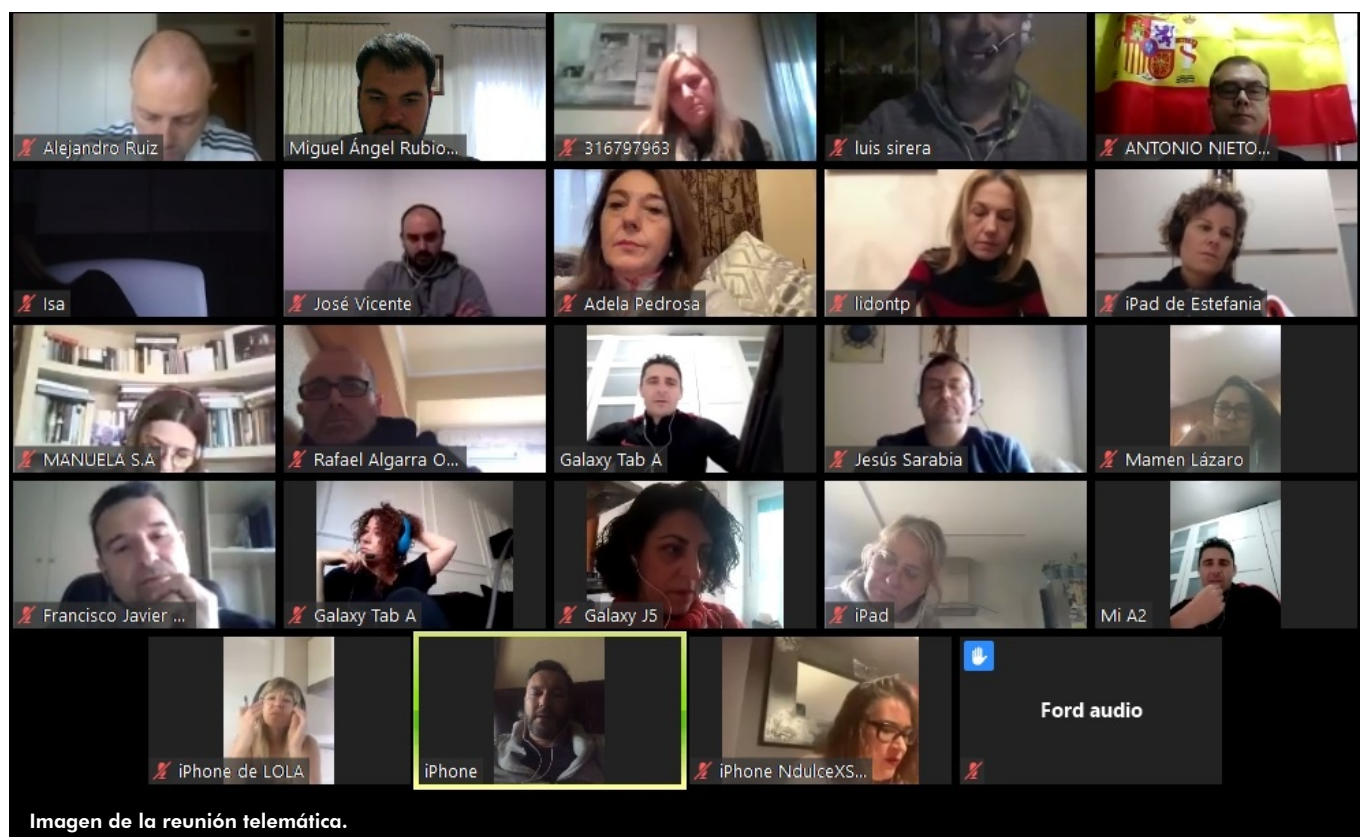 Alejandro Ruiz
Miguel Ángel Rubio...
316797963
luis sirera
ANTONIO NIETO...
Isa
José Vicente
Adela Pedrosa
lidontp
iPad de Estefania
MANUELA S.A
Rafael Algarra O...
Galaxy Tab A
Jesús Sarabia
Mamen Lázaro
Francisco Javier ...
Galaxy Tab A
Galaxy J5
iPad
Mi A2
iPhone de LOLA
iPhone
iPhone NdulceXS...
Ford audio
Imagen de la reunión telemática.